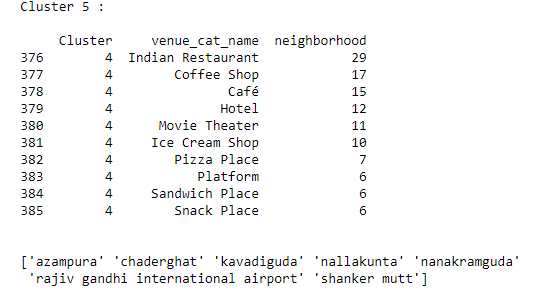 Cluster 5 :
Cluster venue_cat_name neighborhood
376 4 Indian Restaurant 29
377 4 Coffee Shop 17
378 4 Café 15
379 4 Hotel 12
380 4 Movie Theater 11
381 4 Ice Cream Shop 10
382 4 Pizza Place 7
383 4 Platform 6
384 4 Sandwich Place 6
385 4 Snack Place 6
['azampura' 'chaderghat' 'kavadiguda' 'nallakunta' 'nanakramguda'
'rajiv gandhi international airport' 'shanker mutt']